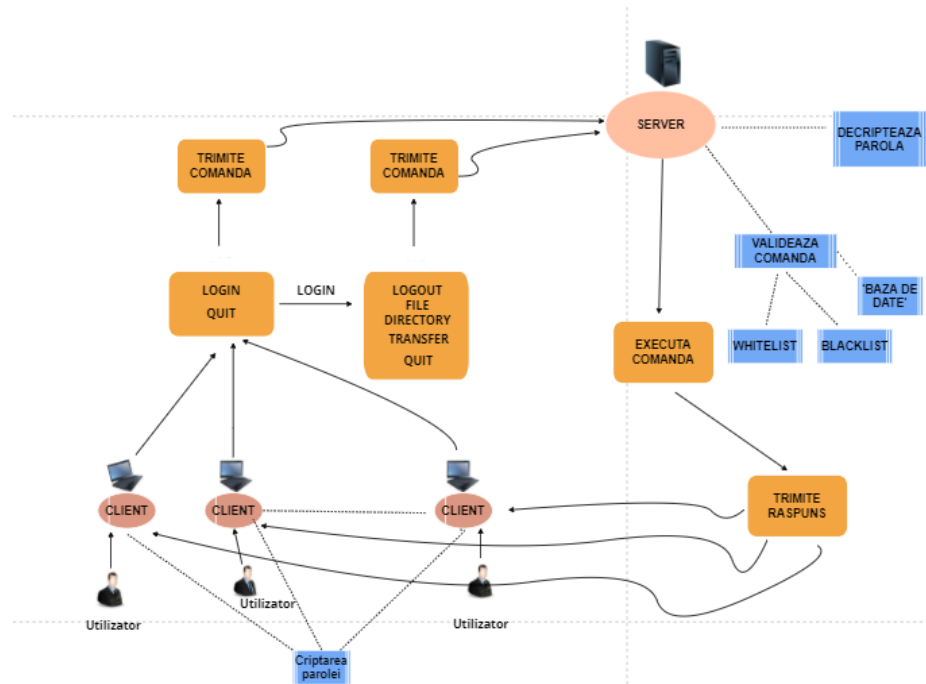 SERVER
DECRIPTEAZA
PAROLA
TRIMITE
COMANDA
TRIMITE
COMANDA
VALIDEAZA
COMANDA
'BAZA DE
DATE'
WHITELIST
BLACKLIST
LOGIN
QUIT
LOGIN
LOGOUT
FILE
DIRECTORY
TRANSFER
QUIT
EXECUTA
COMANDA
TRIMITE
RASPUNS
CLIENT
CLIENT
CLIENT
Utilizator
Utilizator
Utilizator
Criptarea
parolei